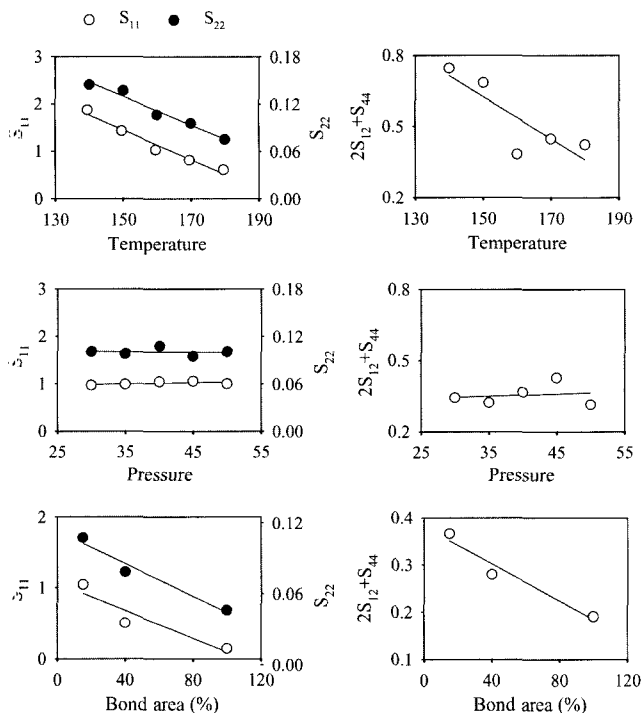 S11 S22
3 0.18 0.8
2 0.12
S11 S22 2S12+S44 0.5
1 0.06
0 0.00 0.2
130 150 170 190 130 150 170 190
Temperature Temperature
3 0.18 0.8
2 0.12
S11 S22 2S12+S44 0.5
1 0.06
0 0.00 0.2
25 35 45 55 25 35 45 55
Pressure Pressure
2 0.12 0.4
S11 S22 2S12+S44 0.3
1 0.06
0.2
0 0.00 0.1
0 40 80 120 0 40 80 120
Bond area (%) Bond area (%)